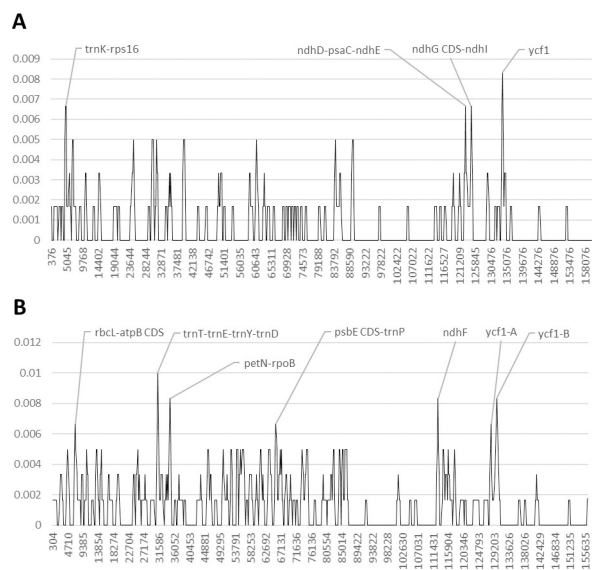 A
trnK-rps16
ndhD-psaC-ndhE
ndhG CDS-ndhI
ycf1
0.009
0.008
0.007
0.006
0.005
0.004
0.003
0.002
0.001
0
376 5045 9768 14402 19044 23644 28244 32871 37481 42138 46742 51401 56035 60643 65311 69928 74573 79188 83792 88590 93222 97822 102422 107022 111622 116527 121209 125845 130476 135076 139676 144276 148876 153476 158076
B
rbcL-atpB CDS
trnT-trnE-trnY-trnD
petN-rpoB
psbE CDS-trnP
ndhF
ycf1-A
ycf1-B
0.012
0.01
0.008
0.006
0.004
0.002
0
304 4710 9385 13854 18274 22704 27174 31586 36052 40453 44881 49295 53791 58253 62692 67131 71636 76136 80554 85014 89422 93822 98228 102630 107031 111431 115904 120346 124793 129203 133626 138026 142429 146834 151235 155635